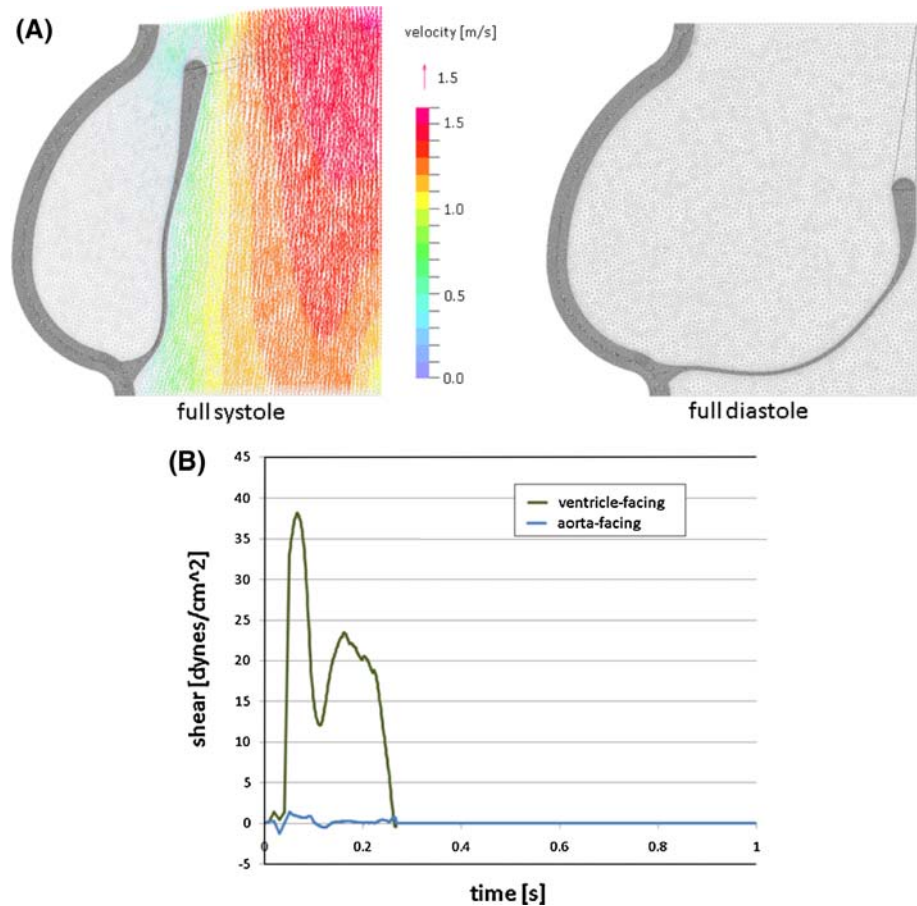 (A)
velocity [m/s]
1.5
1.5
1.0
0.5
0.0
full systole
full diastole
(B)
45
40
35
30
25
20
15
10
5
0
-5
shear [dynes/cm^2]
ventricle-facing
aorta-facing
0
0.2
0.4
0.6
0.8
1
time [s]